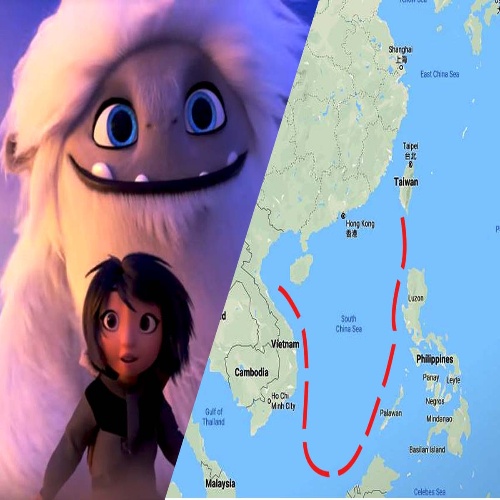 Yellow Sea
Shanghai
上海
East China Sea
Taipei
台北
Taiwan
Hong Kong
香港
Luzon
South
China Sea
Vietnam
Cambodia
Philippines
Panay
Leyte
Ho Chi
Minh City
Negros
Gulf of
Thailand
Palawan
Mindanao
Basilan Island
Malaysia
Celebes Sea